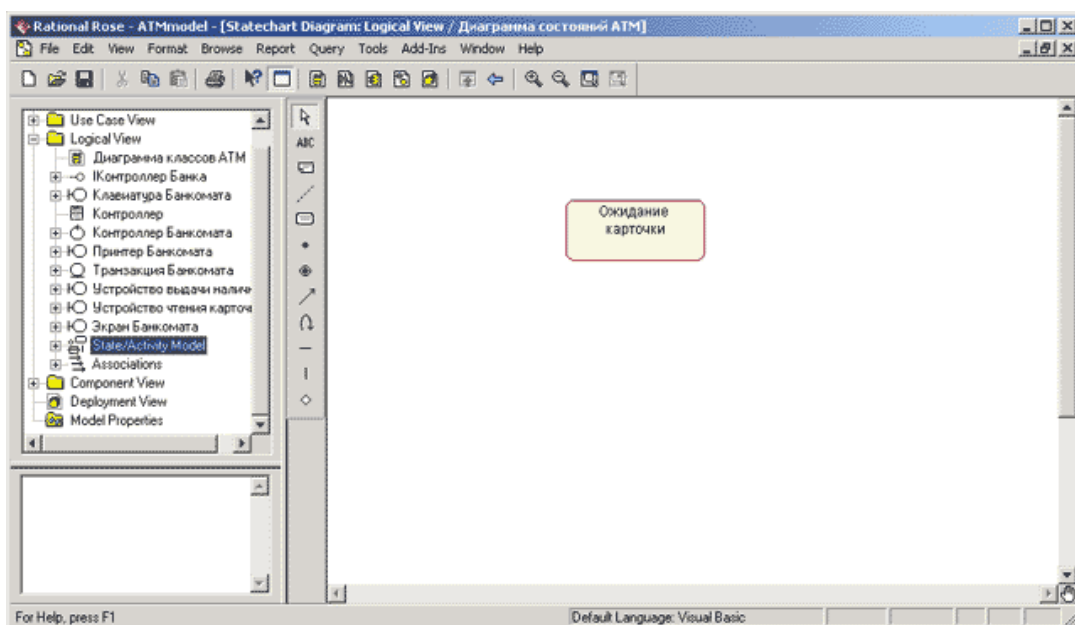 Rational Rose - ATMmodel - [Statechart Diagram: Logical View / Диаграмма состояний ATM]
File Edit View Format Browse Report Query Tools Add-Ins Window Help
ABC
Use Case View
Logical View
Диаграмма классов ATM
IКонтроллер Банка
Клавиатура Банкомата
Контроллер
Контроллер Банкомата
Принтер Банкомата
Транзакция Банкомата
Устройство выдачи налич
Устройство чтения карточ
Экран Банкомата
State/Activity Model
Associations
Component View
Deployment View
Model Properties
Ожидание
карточки
For Help, press F1
Default Language: Visual Basic